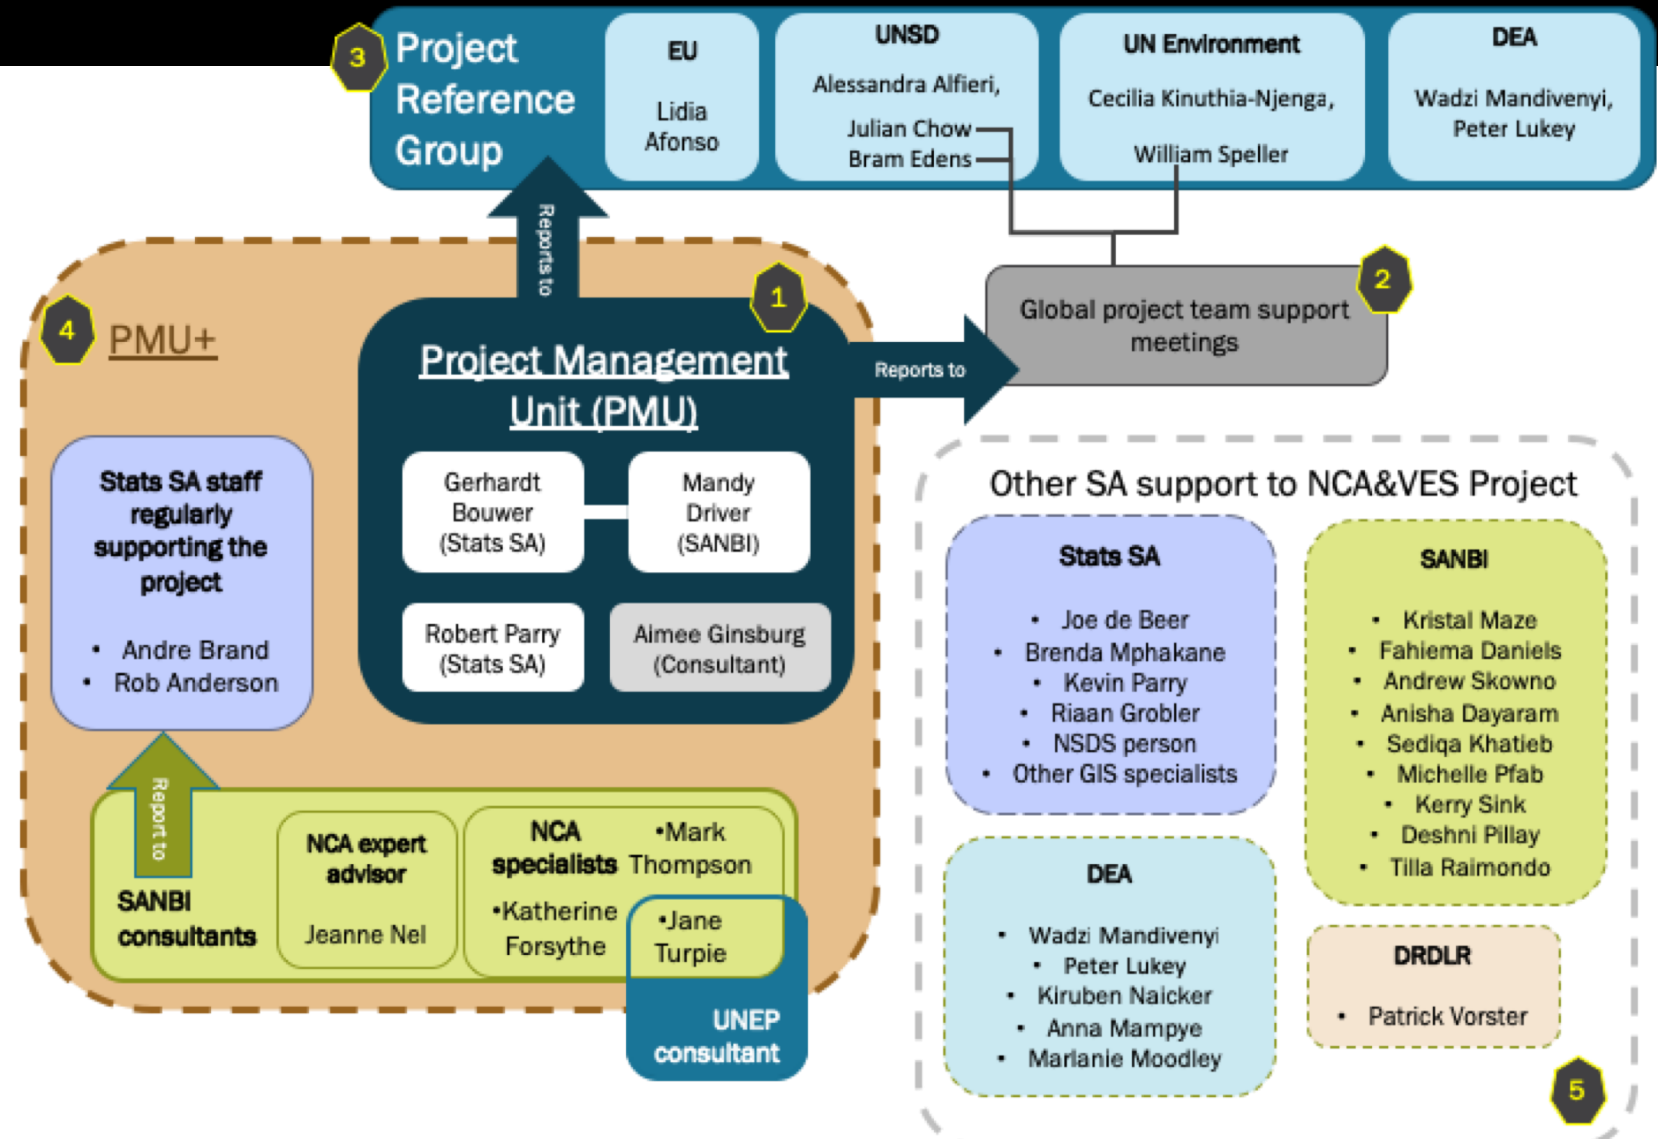 3
Project
Reference
Group
EU
Lidia
Afonso
UNSD
Alessandra Alfieri,
Julian Chow
Bram Edens
UN Environment
Cecilia Kinuthia-Njenga,
William Speller
DEA
Wadzi Mandivenyi,
Peter Lukey
Reports to
4
PMU+
1
Project Management
Unit (PMU)
Gerhardt
Bouwer
(Stats SA)
Mandy
Driver
(SANBI)
Robert Parry
(Stats SA)
Aimee Ginsburg
(Consultant)
Reports to
2
Global project team support
meetings
Stats SA staff
regularly
supporting the
project
• Andre Brand
• Rob Anderson
Report to
SANBI
consultants
NCA expert
advisor
Jeanne Nel
NCA
specialists
•Mark
Thompson
•Katherine
Forsythe
•Jane
Turpie
UNEP
consultant
Other SA support to NCA&VES Project
Stats SA
• Joe de Beer
• Brenda Mphakane
• Kevin Parry
• Riaan Grobler
• NSDS person
• Other GIS specialists
SANBI
• Kristal Maze
• Fahiema Daniels
• Andrew Skowno
• Anisha Dayaram
• Sediqa Khatieb
• Michelle Pfab
• Kerry Sink
• Deshni Pillay
• Tilla Raimondo
DEA
• Wadzi Mandivenyi
• Peter Lukey
• Kiruben Naicker
• Anna Mampye
• Marlanie Moodley
DRDLR
• Patrick Vorster
5